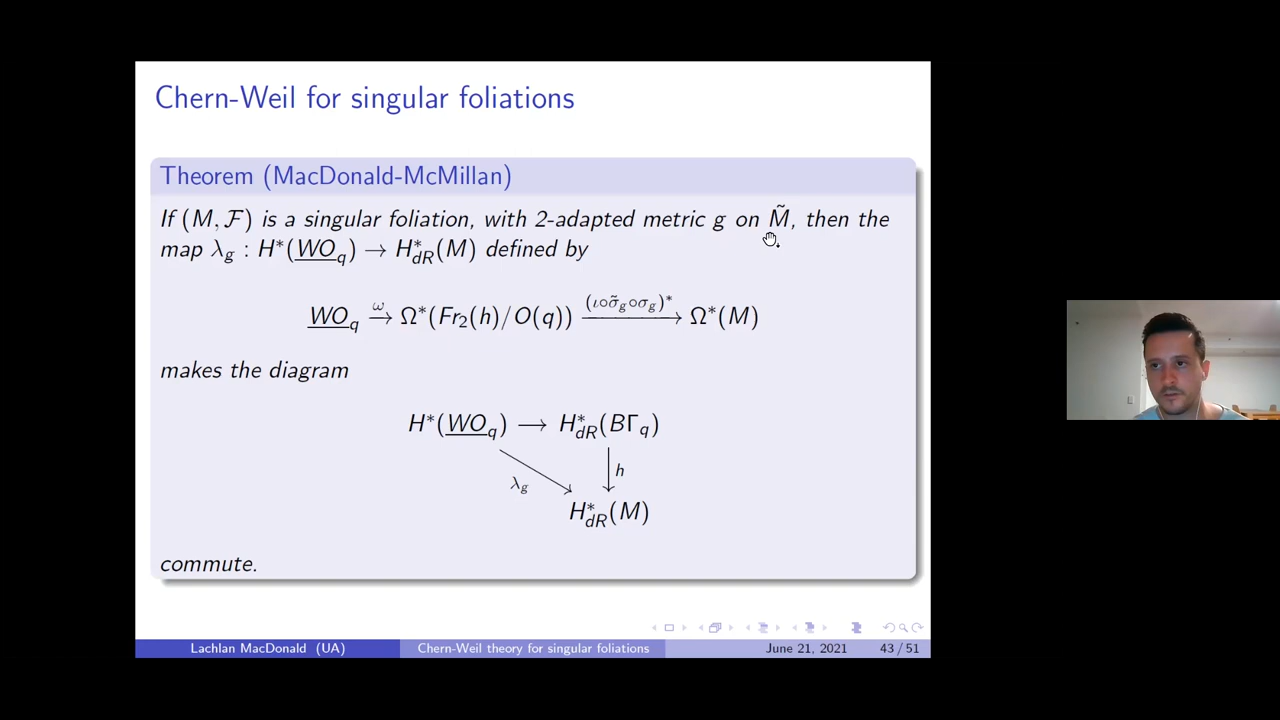 Chern-Weil for singular foliations
Theorem (MacDonald-McMillan)
If (M, F) is a singular foliation, with 2-adapted metric g on M̃, then the
map λ_g : H*(WO_q) → H*_dR(M) defined by
WO_q →^ω Ω*(Fr₂(h)/O(q)) →^(ι∘σ̃_g∘σ_g)* Ω*(M)
makes the diagram
H*(WO_q) → H*_dR(BΓ_q)
λ_g h
H*_dR(M)
commute.
Lachlan MacDonald (UA) Chern-Weil theory for singular foliations June 21, 2021 43 / 51